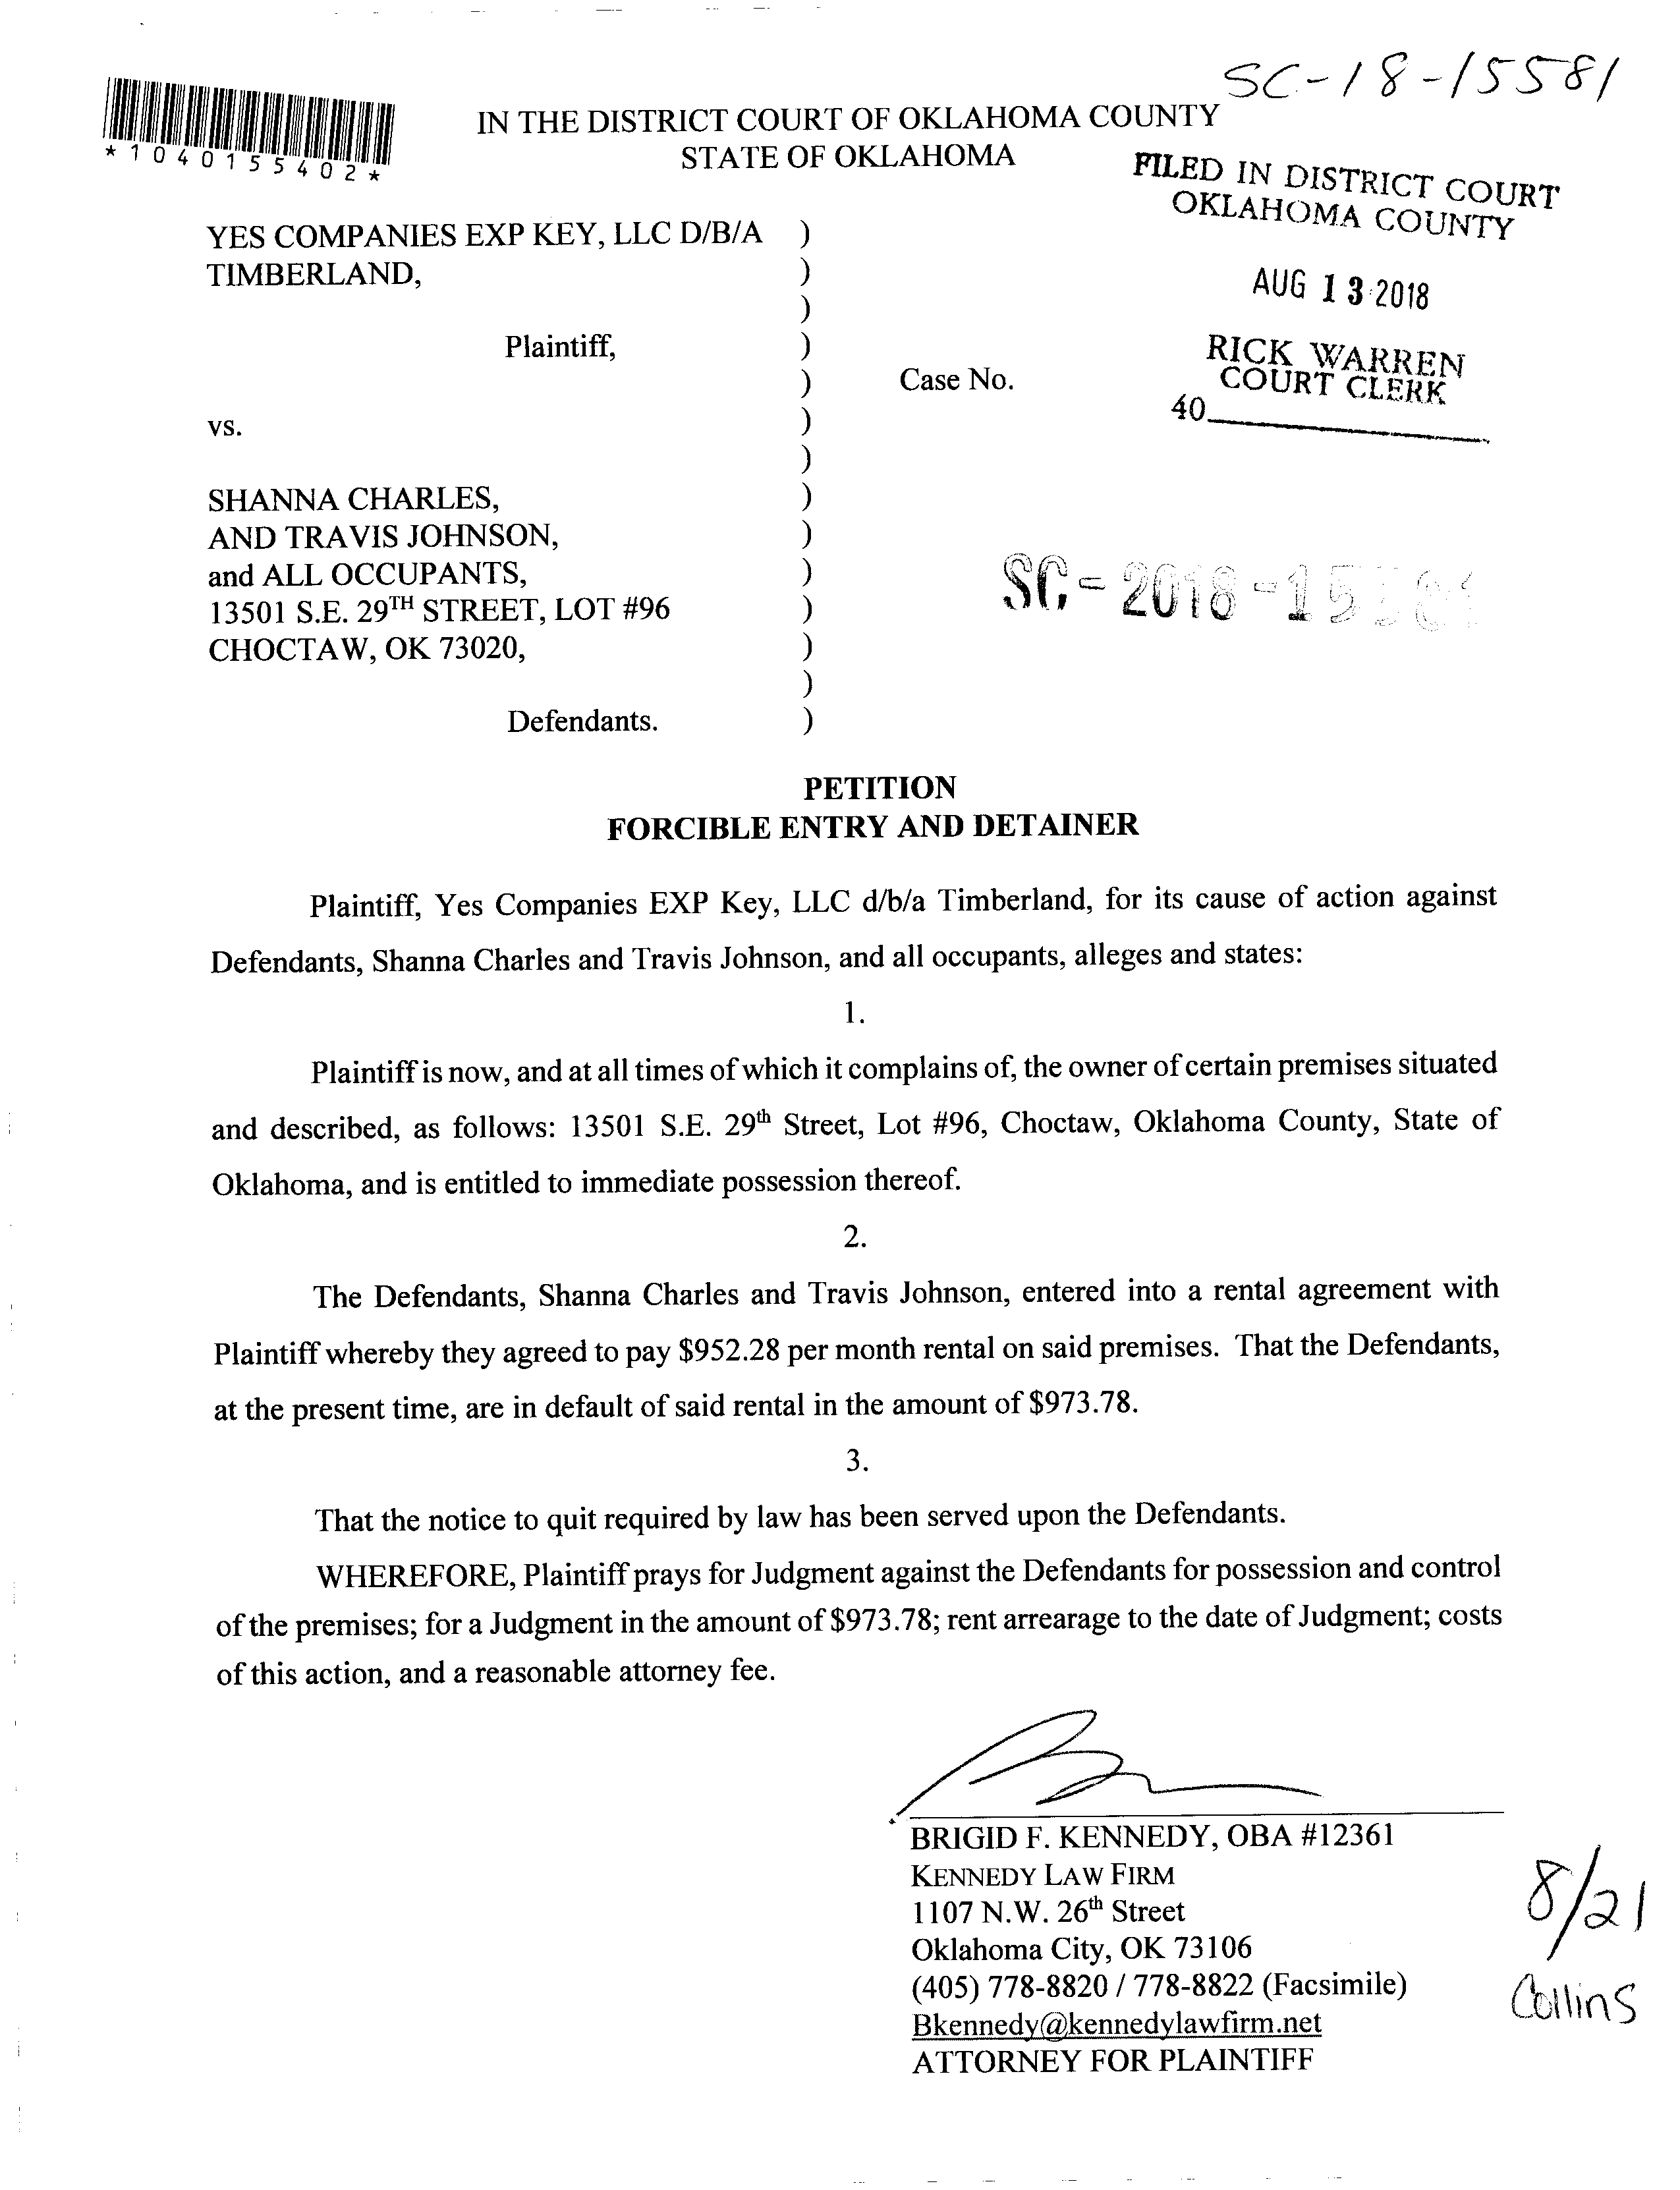 SC-18-15581
*1040155402*
IN THE DISTRICT COURT OF OKLAHOMA COUNTY
STATE OF OKLAHOMA
FILED IN DISTRICT COURT
OKLAHOMA COUNTY
AUG 13 2018
RICK WARREN
COURT CLERK
40
YES COMPANIES EXP KEY, LLC D/B/A )
TIMBERLAND, )
)
Plaintiff, )
) Case No.
vs. )
)
SHANNA CHARLES, )
AND TRAVIS JOHNSON, )
and ALL OCCUPANTS, )
13501 S.E. 29TH STREET, LOT #96 )
CHOCTAW, OK 73020, )
)
Defendants. )
SC-2018-
PETITION
FORCIBLE ENTRY AND DETAINER
Plaintiff, Yes Companies EXP Key, LLC d/b/a Timberland, for its cause of action against
Defendants, Shanna Charles and Travis Johnson, and all occupants, alleges and states:
1.
Plaintiff is now, and at all times of which it complains of, the owner of certain premises situated
and described, as follows: 13501 S.E. 29th Street, Lot #96, Choctaw, Oklahoma County, State of
Oklahoma, and is entitled to immediate possession thereof.
2.
The Defendants, Shanna Charles and Travis Johnson, entered into a rental agreement with
Plaintiff whereby they agreed to pay $952.28 per month rental on said premises. That the Defendants,
at the present time, are in default of said rental in the amount of $973.78.
3.
That the notice to quit required by law has been served upon the Defendants.
WHEREFORE, Plaintiff prays for Judgment against the Defendants for possession and control
of the premises; for a Judgment in the amount of $973.78; rent arrearage to the date of Judgment; costs
of this action, and a reasonable attorney fee.
BRIGID F. KENNEDY, OBA #12361
KENNEDY LAW FIRM
1107 N.W. 26th Street
Oklahoma City, OK 73106
(405) 778-8820 / 778-8822 (Facsimile)
Bkennedy@kennedylawfirm.net
ATTORNEY FOR PLAINTIFF
8/21
Collins